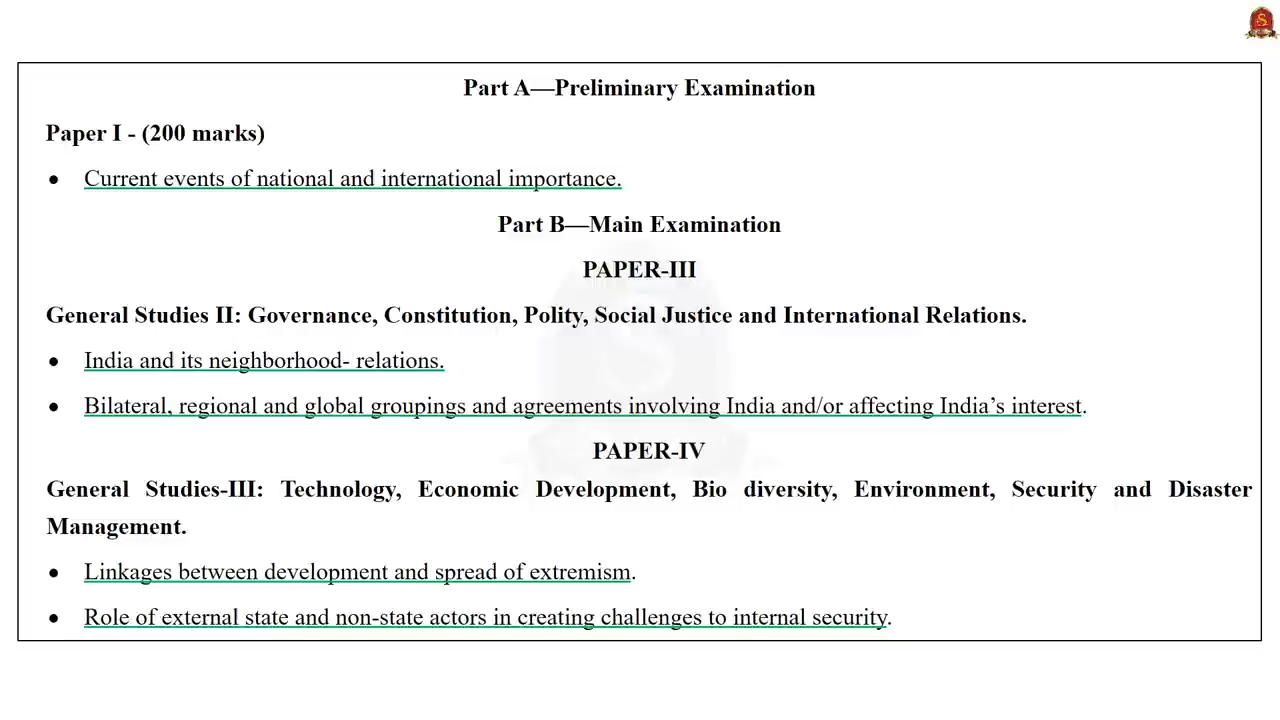 Part A—Preliminary Examination
Paper I - (200 marks)
● Current events of national and international importance.
Part B—Main Examination
PAPER-III
General Studies II: Governance, Constitution, Polity, Social Justice and International Relations.
● India and its neighborhood- relations.
● Bilateral, regional and global groupings and agreements involving India and/or affecting India’s interest.
PAPER-IV
General Studies-III: Technology, Economic Development, Bio diversity, Environment, Security and Disaster
Management.
● Linkages between development and spread of extremism.
● Role of external state and non-state actors in creating challenges to internal security.